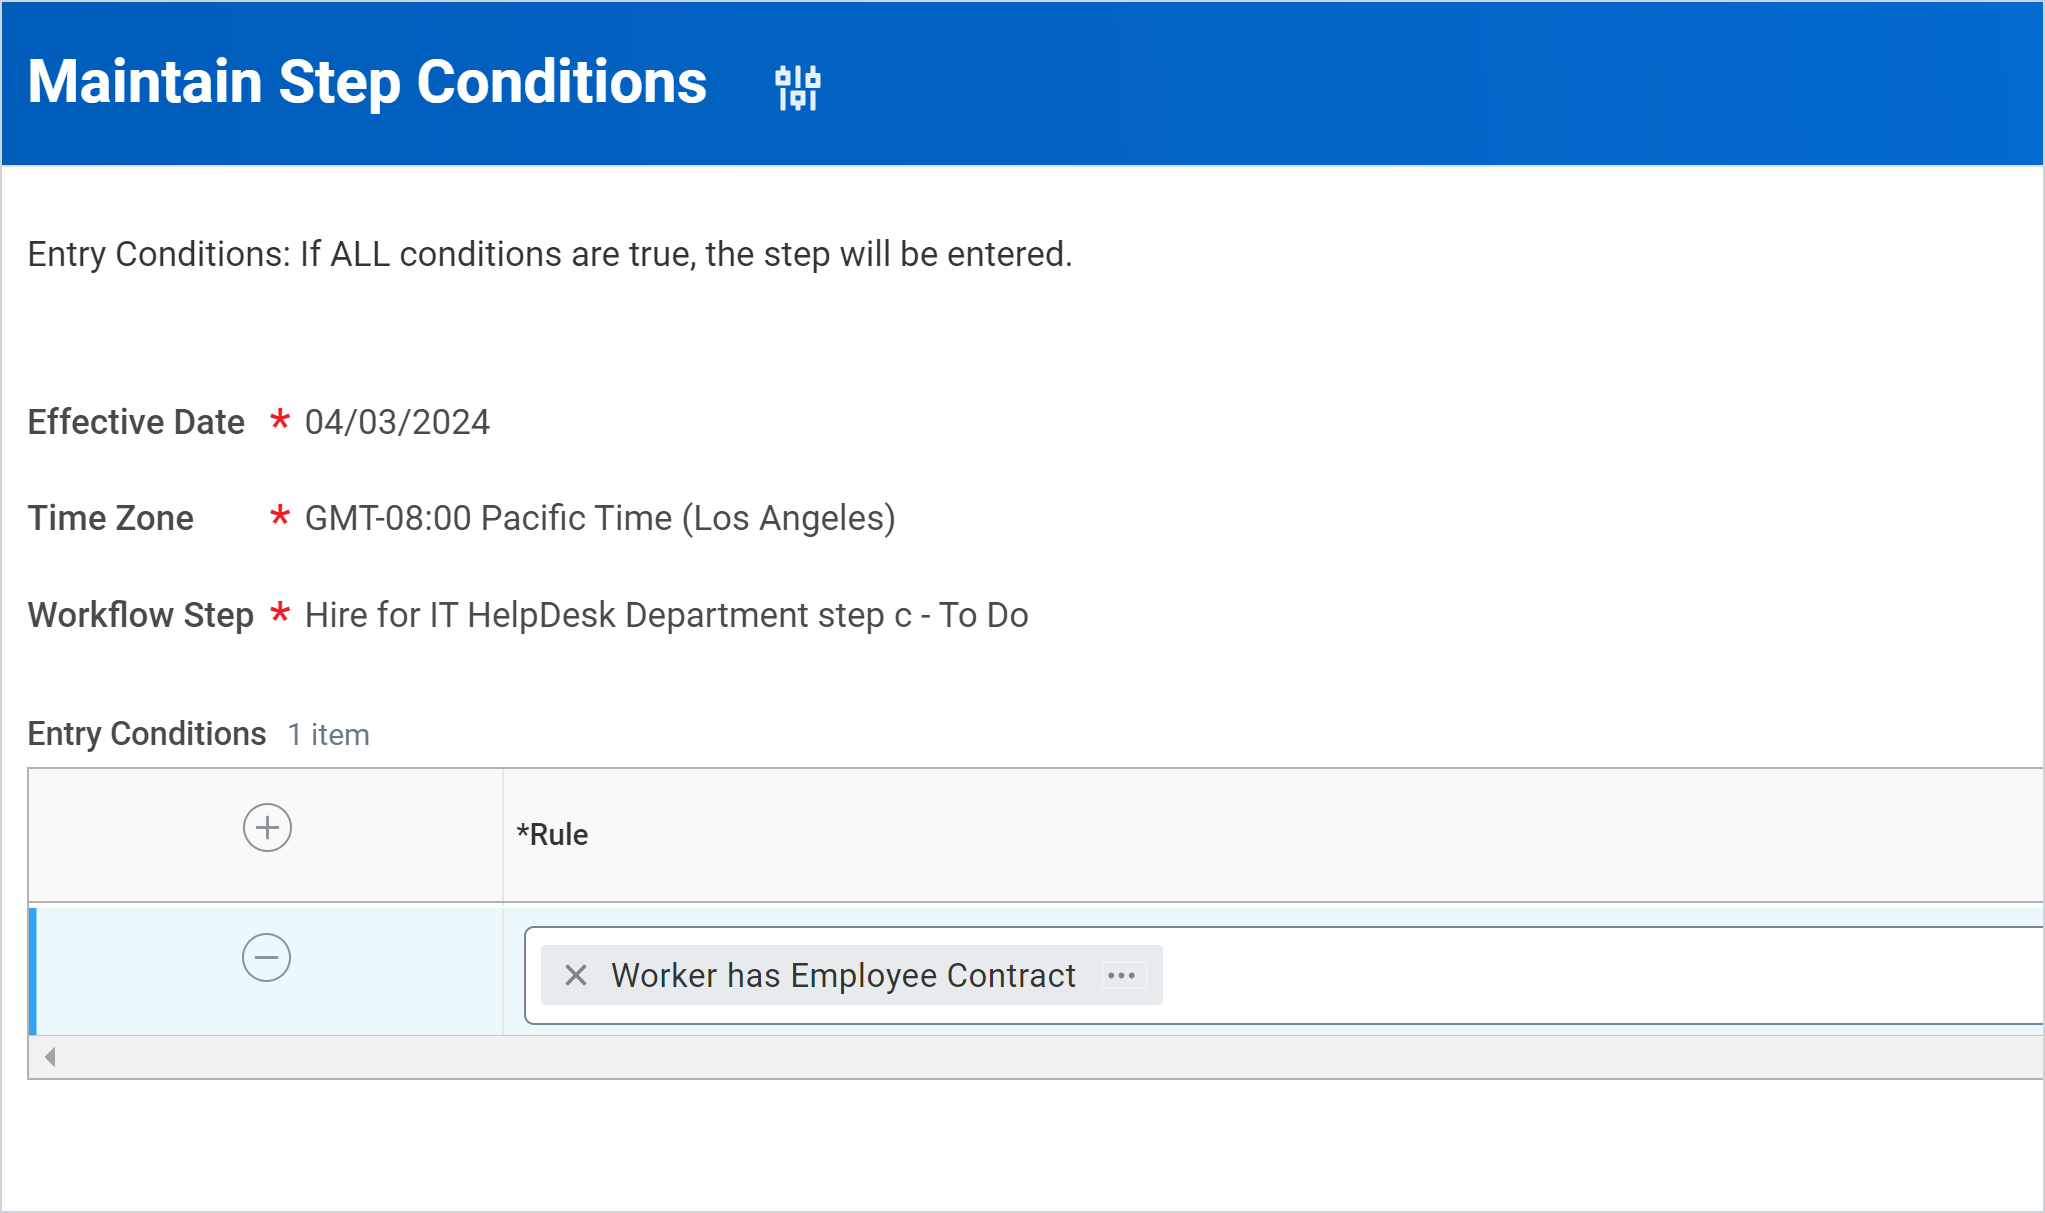 Maintain Step Conditions
Entry Conditions: If ALL conditions are true, the step will be entered.
Effective Date * 04/03/2024
Time Zone * GMT-08:00 Pacific Time (Los Angeles)
Workflow Step * Hire for IT HelpDesk Department step c - To Do
Entry Conditions 1 item
*Rule
Worker has Employee Contract